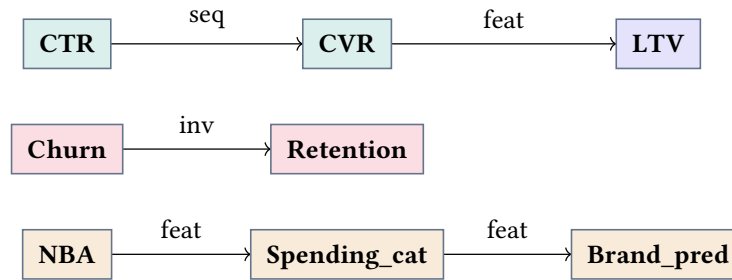 seq feat
CTR CVR LTV
inv
Churn Retention
feat feat
NBA Spending_cat Brand_pred